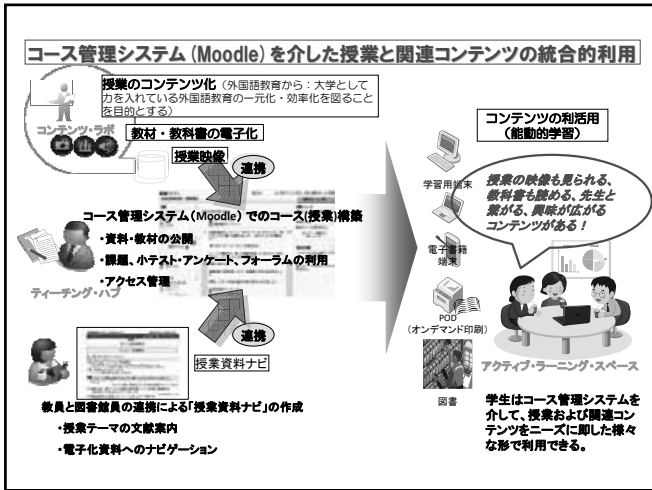 コース管理システム(Moodle)を介した授業と関連コンテンツの統合的利用
授業のコンテンツ化(外国語教育から:大学として
力を入れている外国語教育の一元化・効率化を図ること
を目的とする)
コンテンツ・ラボ
教材・教科書の電子化
授業映像
連携
コース管理システム(Moodle)でのコース(授業)構築
・資料・教材の公開
・課題、小テスト・アンケート、フォーラムの利用
・アクセス管理
ティーチング・ハブ
連携
授業資料ナビ
教員と図書館員の連携による「授業資料ナビ」の作成
・授業テーマの文献案内
・電子化資料へのナビゲーション
コンテンツの利活用
(能動的学習)
学習用端末
電子書籍
端末
POD
(オンデマンド印刷)
図書
授業の映像も見られる、
教科書も読める、先生と
繋がる、興味が広がる
コンテンツがある!
アクティブ・ラーニング・スペース
学生はコース管理システムを
介して、授業および関連コン
テンツをニーズに即した様々
な形で利用できる。